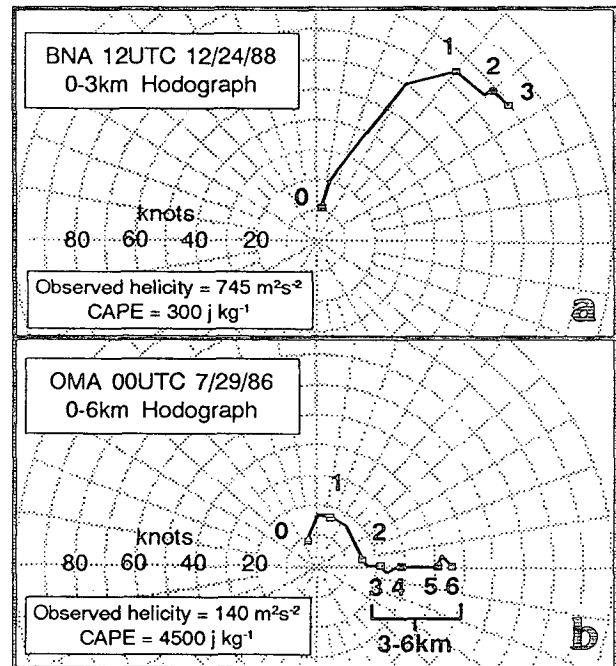 BNA 12UTC 12/24/88
0-3km Hodograph
1
2
3
0
knots
80 60 40 20
Observed helicity = 745 m²s⁻²
CAPE = 300 j kg⁻¹
a
OMA 00UTC 7/29/86
0-6km Hodograph
1
0
2
knots
80 60 40 20
3 4 5 6
3-6km
Observed helicity = 140 m²s⁻²
CAPE = 4500 j kg⁻¹
b